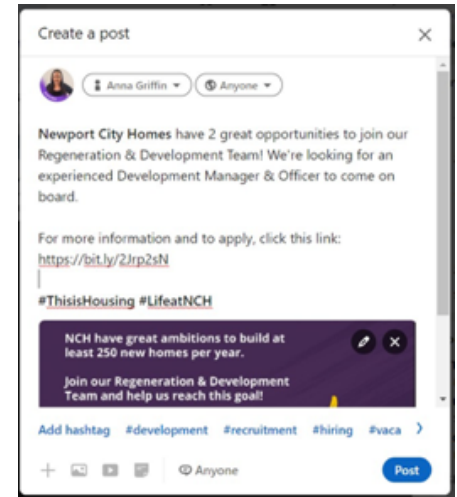 Create a post
Anna Griffin
Anyone
Newport City Homes have 2 great opportunities to join our
Regeneration & Development Team! We're looking for an
experienced Development Manager & Officer to come on
board.
For more information and to apply, click this link:
https://bit.ly/2Jrp2sN
#ThisisHousing #LifeatNCH
NCH have great ambitions to build at
least 250 new homes per year.
Join our Regeneration & Development
Team and help us reach this goal!
Add hashtag #development #recruitment #hiring #vaca
Anyone
Post